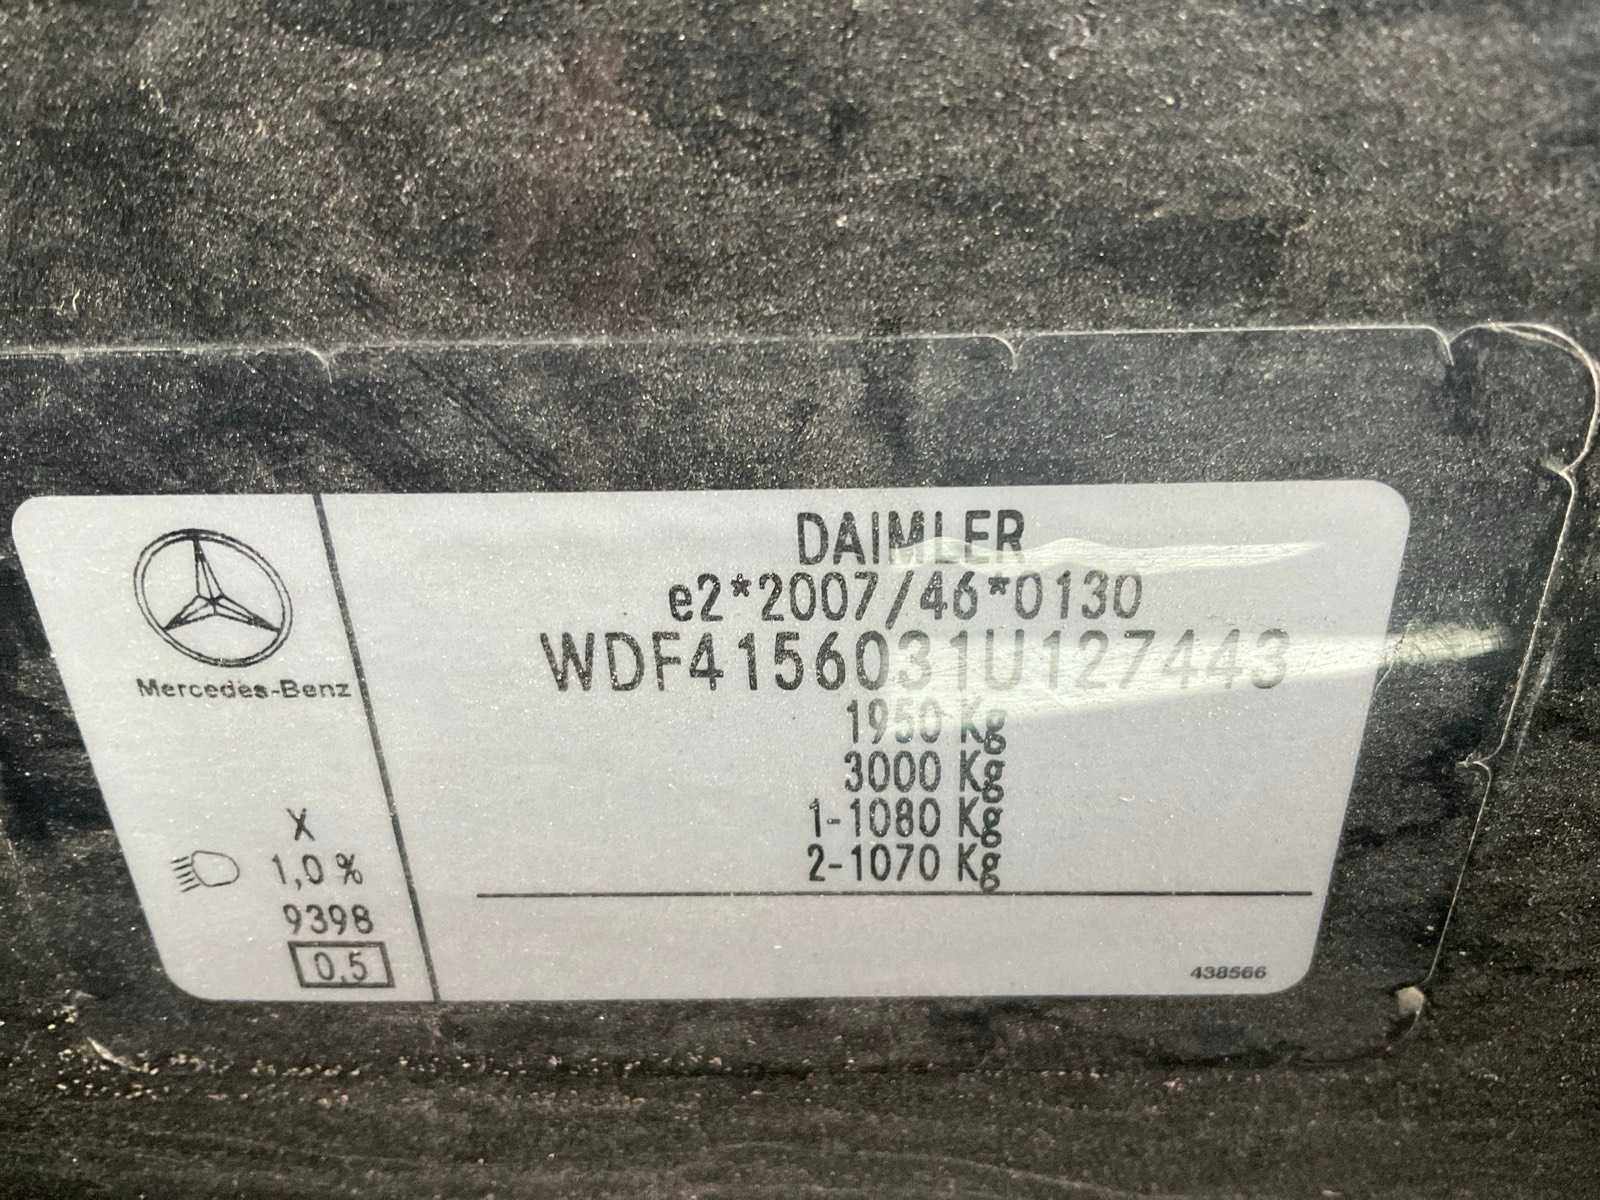 DAIMLER
e2*2007/46*0130
WDF4156031U127443
1950 Kg
3000 Kg
1-1080 Kg
2-1070 Kg
Mercedes-Benz
X
1,0 %
9398
0,5
438566